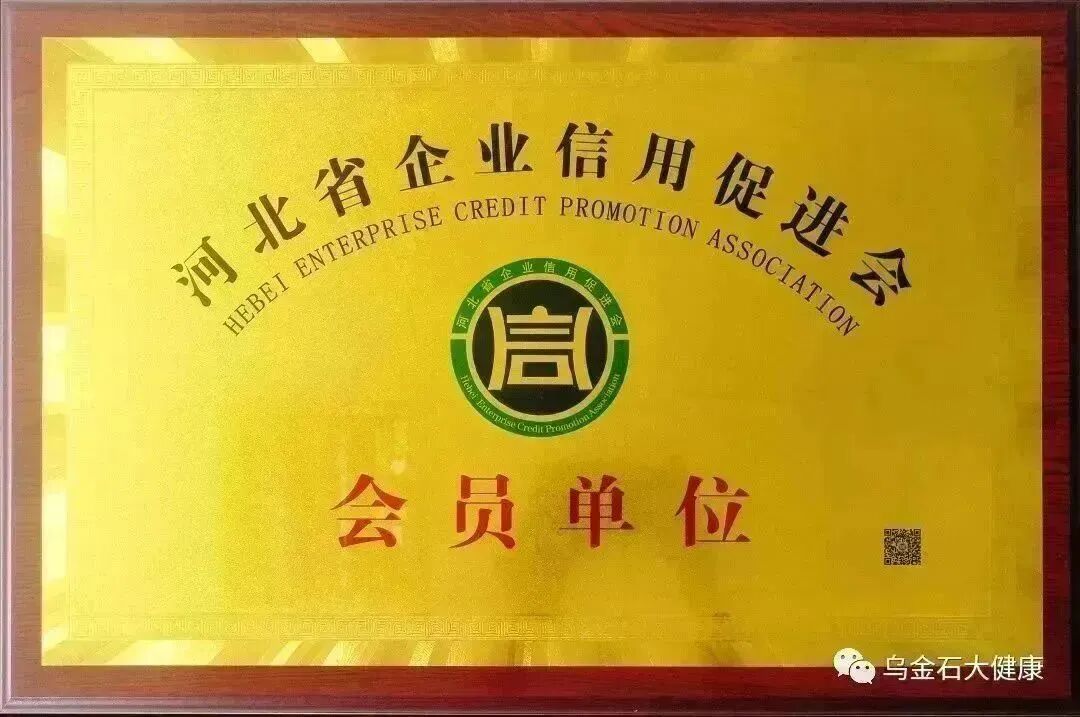 河北省企业信用促进会
HEBEI ENTERPRISE CREDIT PROMOTION ASSOCIATION
河北省企业信用促进会
信
Hebei Enterprise Credit Promotion Association
会员单位
乌金石大健康